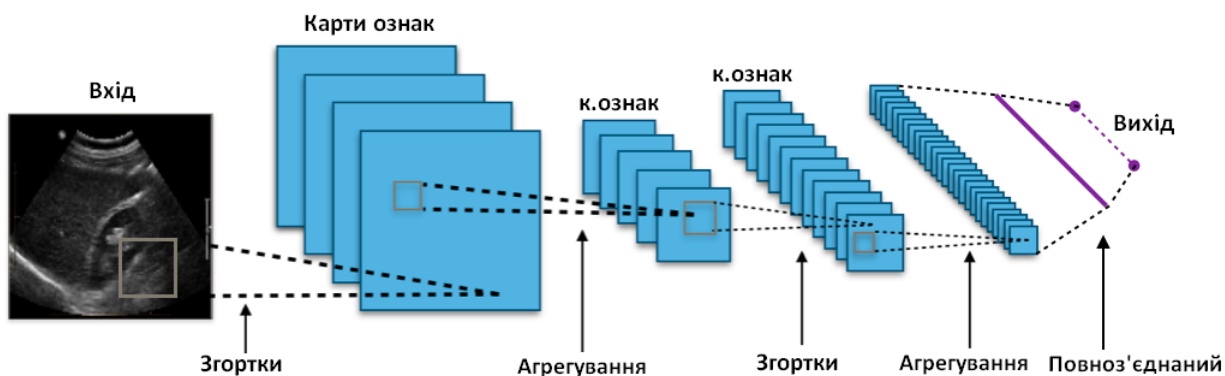 Карти ознак
Вхід
к.ознак
к.ознак
Вихід
Згортки
Агрегування
Згортки
Агрегування
Повноз'єднаний